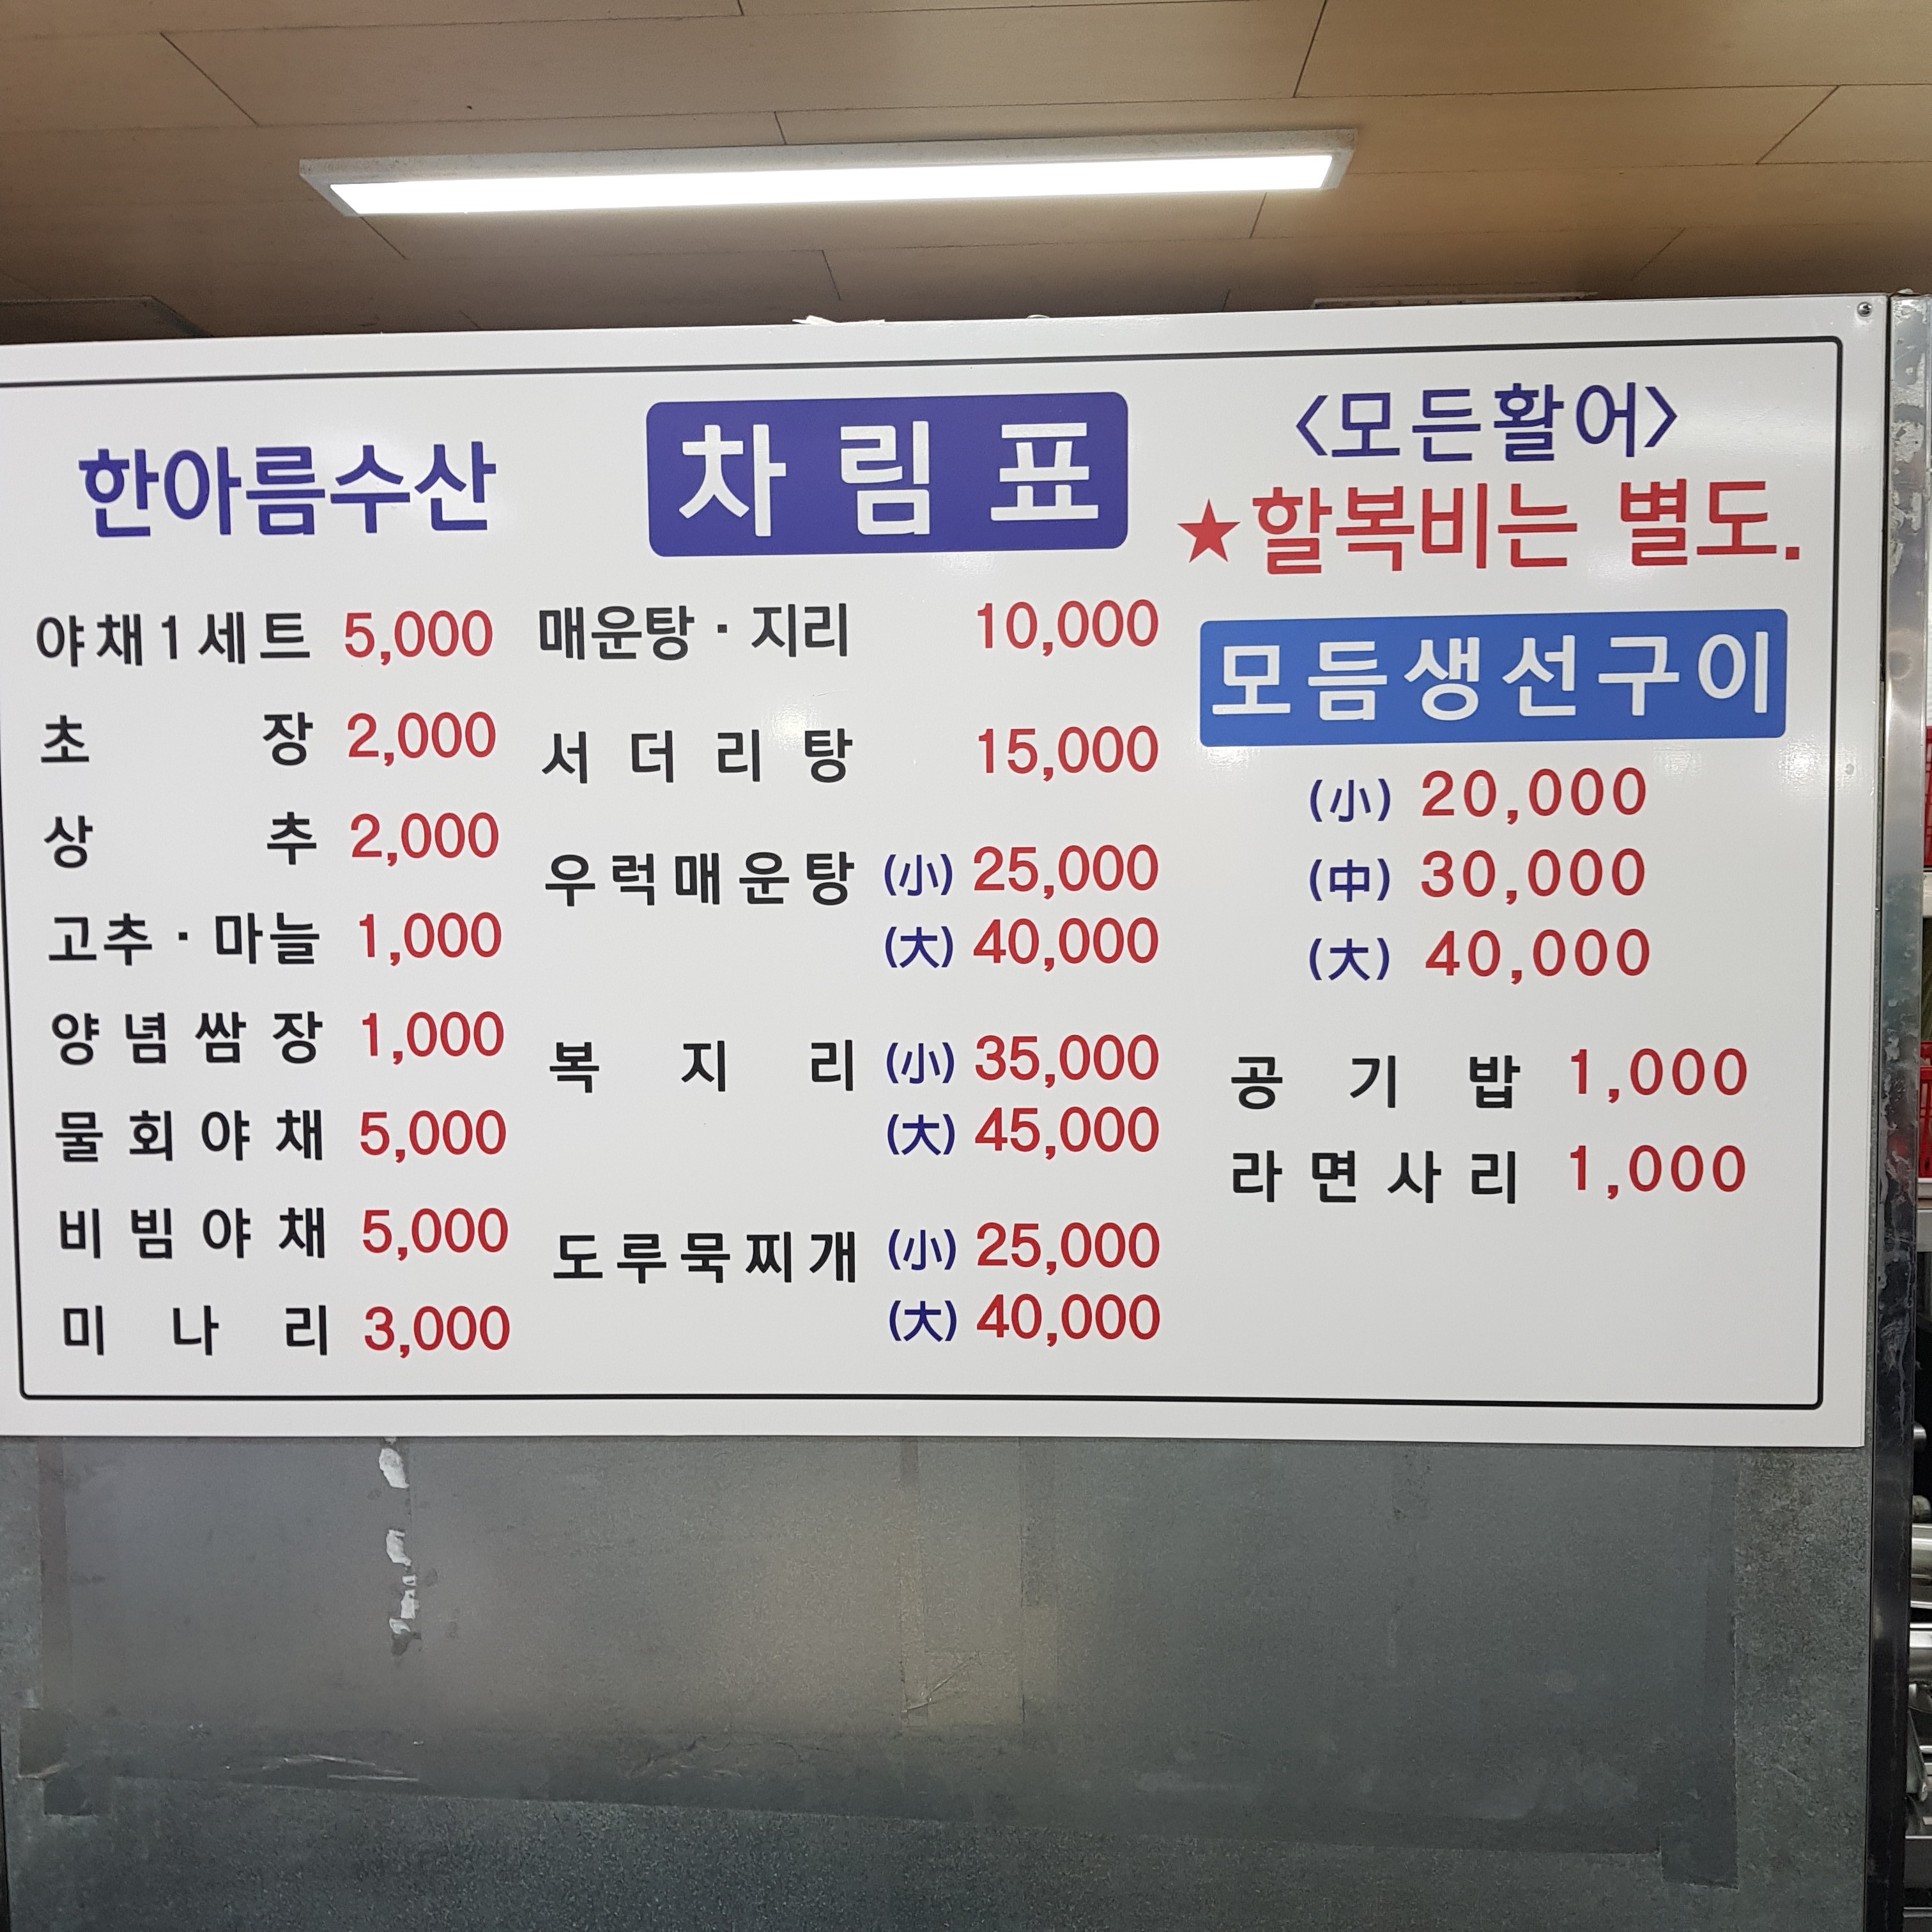 한아름수산
차림표
<모든활어>
★할복비는 별도.
야채1세트 5,000
초장 2,000
상추 2,000
고추·마늘 1,000
양념쌈장 1,000
물회야채 5,000
비빔야채 5,000
미나리 3,000
매운탕·지리 10,000
서더리탕 15,000
우럭매운탕 (小) 25,000
(大) 40,000
복지리 (小) 35,000
(大) 45,000
도루묵찌개 (小) 25,000
(大) 40,000
모듬생선구이
(小) 20,000
(中) 30,000
(大) 40,000
공기밥 1,000
라면사리 1,000